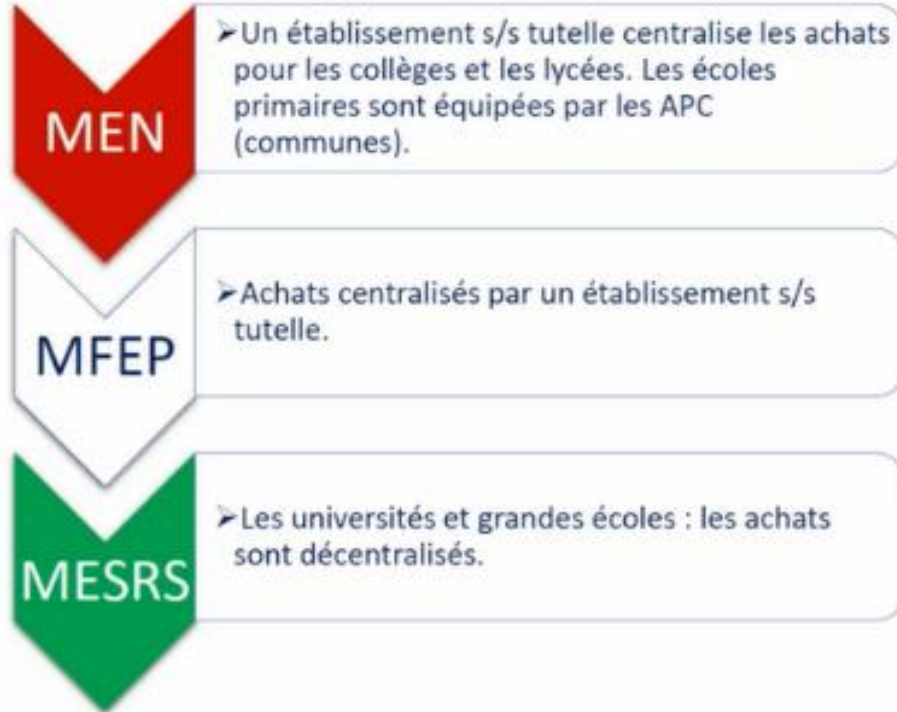 MEN
➢Un établissement s/s tutelle centralise les achats
pour les collèges et les lycées. Les écoles
primaires sont équipées par les APC
(communes).
MFEP
➢Achats centralisés par un établissement s/s
tutelle.
MESRS
➢Les universités et grandes écoles : les achats
sont décentralisés.